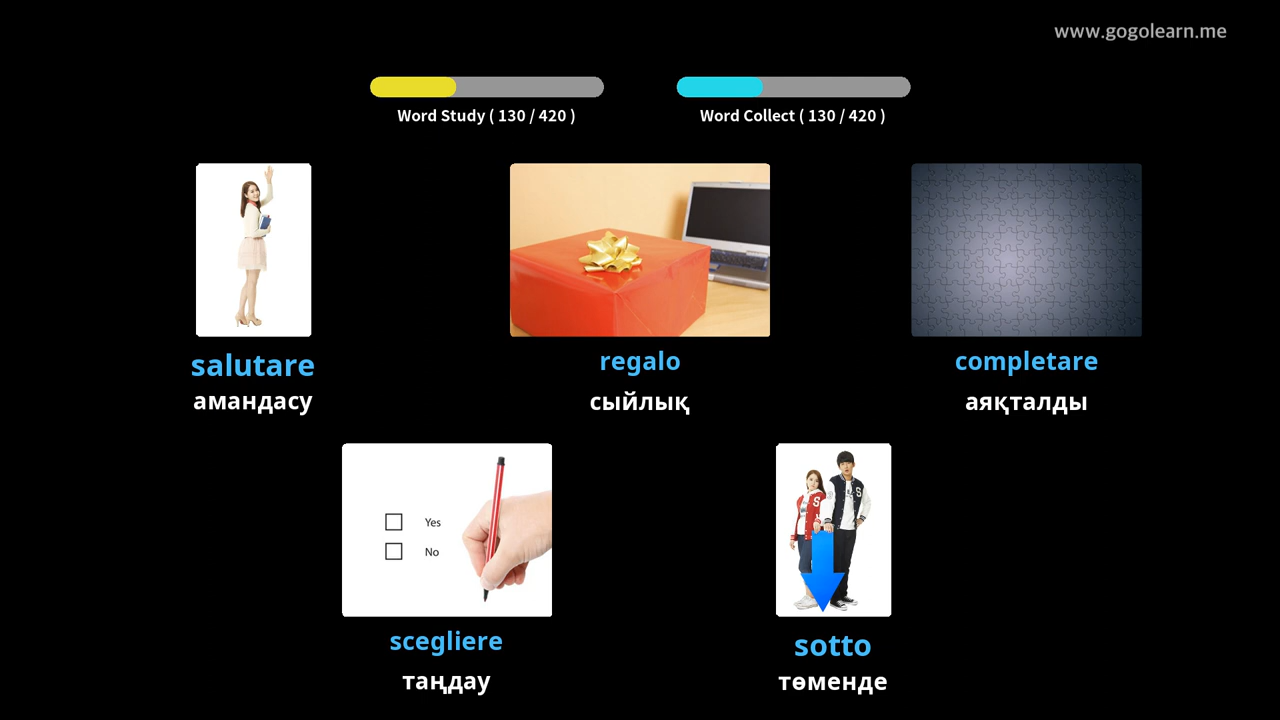 www.gogolearn.me
Word Study ( 130 / 420 )
Word Collect ( 130 / 420 )
salutare
амандасу
regalo
сыйлық
completare
аяқталды
Yes
No
scegliere
таңдау
S
S
sotto
төменде